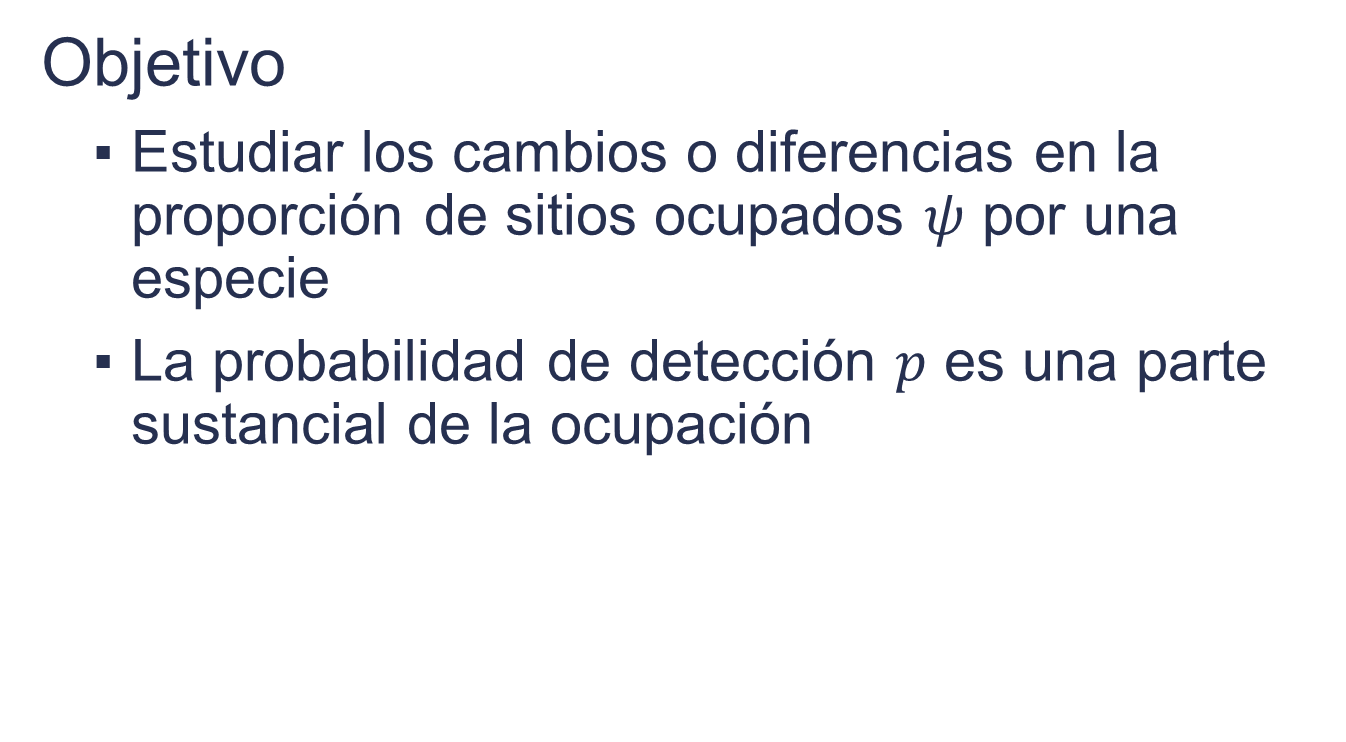 Objetivo
▪ Estudiar los cambios o diferencias en la
proporción de sitios ocupados 𝜓 por una
especie
▪ La probabilidad de detección 𝑝 es una parte
sustancial de la ocupación